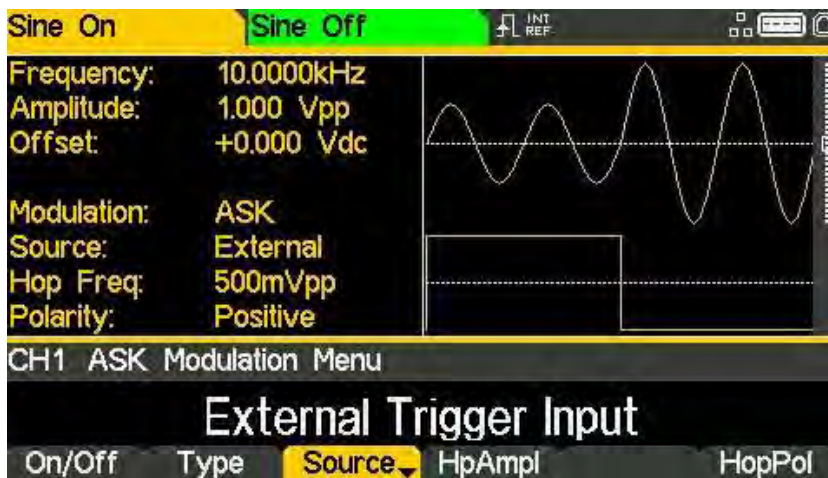 Sine On
Sine Off
INT
REF
Frequency: 10.0000kHz
Amplitude: 1.000 Vpp
Offset: +0.000 Vdc
Modulation: ASK
Source: External
Hop Freq: 500mVpp
Polarity: Positive
CH1 ASK Modulation Menu
External Trigger Input
On/Off Type Source HpAmpl HopPol